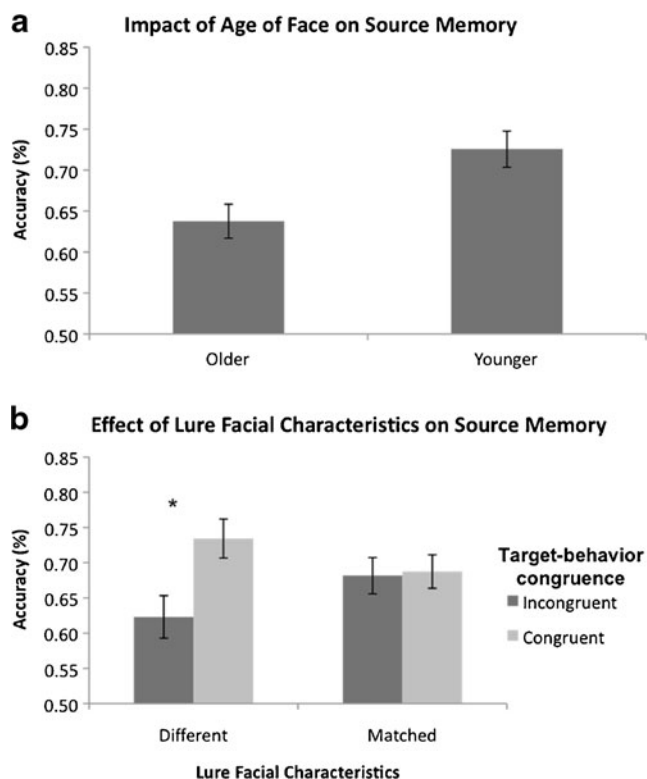 a
Impact of Age of Face on Source Memory
Accuracy (%)
0.85
0.80
0.75
0.70
0.65
0.60
0.55
0.50
Older
Younger
b
Effect of Lure Facial Characteristics on Source Memory
Accuracy (%)
0.85
0.80
0.75
0.70
0.65
0.60
0.55
0.50
*
Different
Matched
Lure Facial Characteristics
Target-behavior
congruence
Incongruent
Congruent